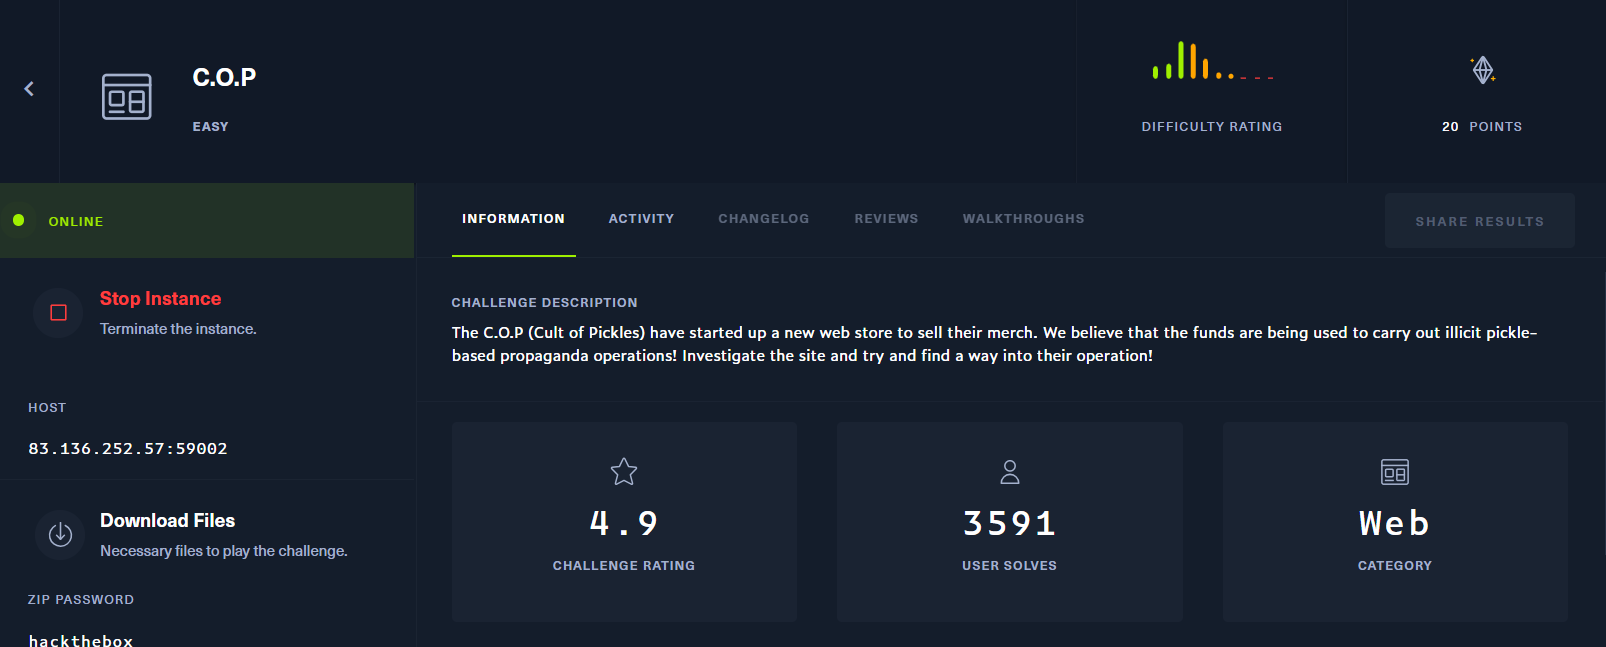 C.O.P
EASY
DIFFICULTY RATING
20 POINTS
ONLINE
Stop Instance
Terminate the instance.
HOST
83.136.252.57:59002
Download Files
Necessary files to play the challenge.
ZIP PASSWORD
hackthebox
INFORMATION
ACTIVITY
CHANGELOG
REVIEWS
WALKTHROUGHS
SHARE RESULTS
CHALLENGE DESCRIPTION
The C.O.P (Cult of Pickles) have started up a new web store to sell their merch. We believe that the funds are being used to carry out illicit pickle-
based propaganda operations! Investigate the site and try and find a way into their operation!
4.9
CHALLENGE RATING
3591
USER SOLVES
Web
CATEGORY